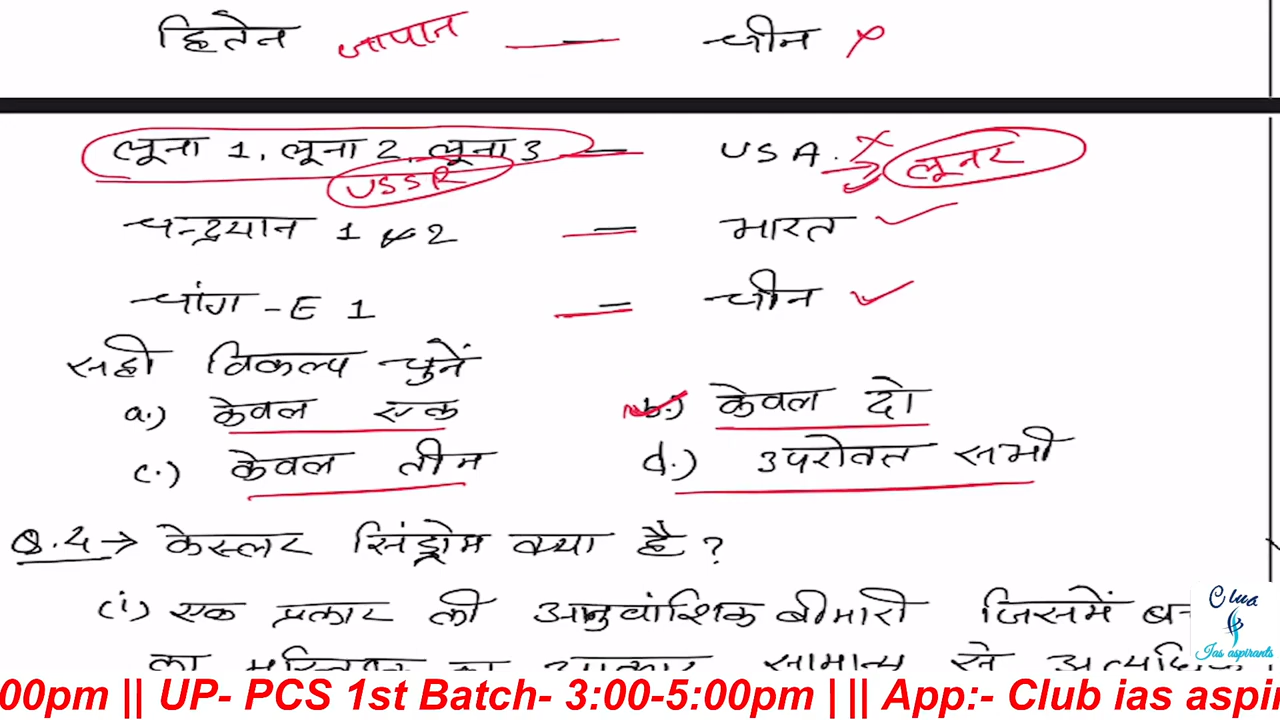 हितेन जापान — चीन ×
लूना 1, लूना 2, लूना 3 — USA. × → लूनर
USSR
चन्द्रयान 1 & 2 = भारत ✓
चांग-E 1 = चीन ✓
सही विकल्प चुनें
a.) केवल एक b.) केवल दो
c.) केवल तीन d.) उपरोक्त सभी
Q.4 → केस्लर सिंड्रोम क्या है ?
(i) एक प्रकार की आनुवांशिक बीमारी जिसमें
का मस्तिष्क का आकार सामान्य से
Club
Ias aspirants
00pm || UP- PCS 1st Batch- 3:00-5:00pm | || App:- Club ias aspir